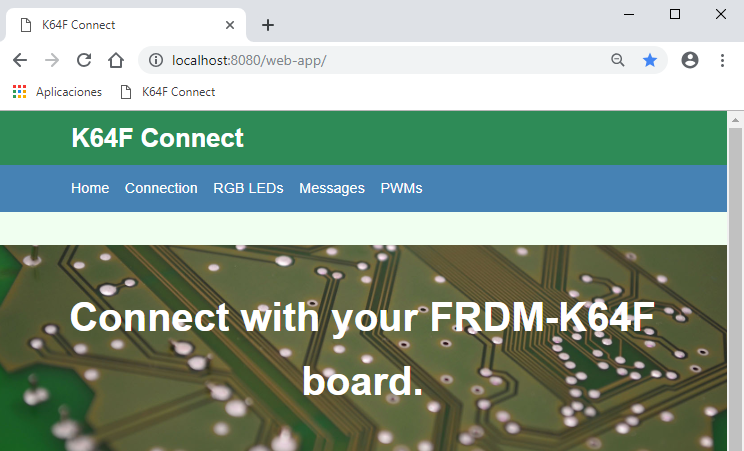 K64F Connect
localhost:8080/web-app/
Aplicaciones K64F Connect
K64F Connect
Home Connection RGB LEDs Messages PWMs
Connect with your FRDM-K64F
board.